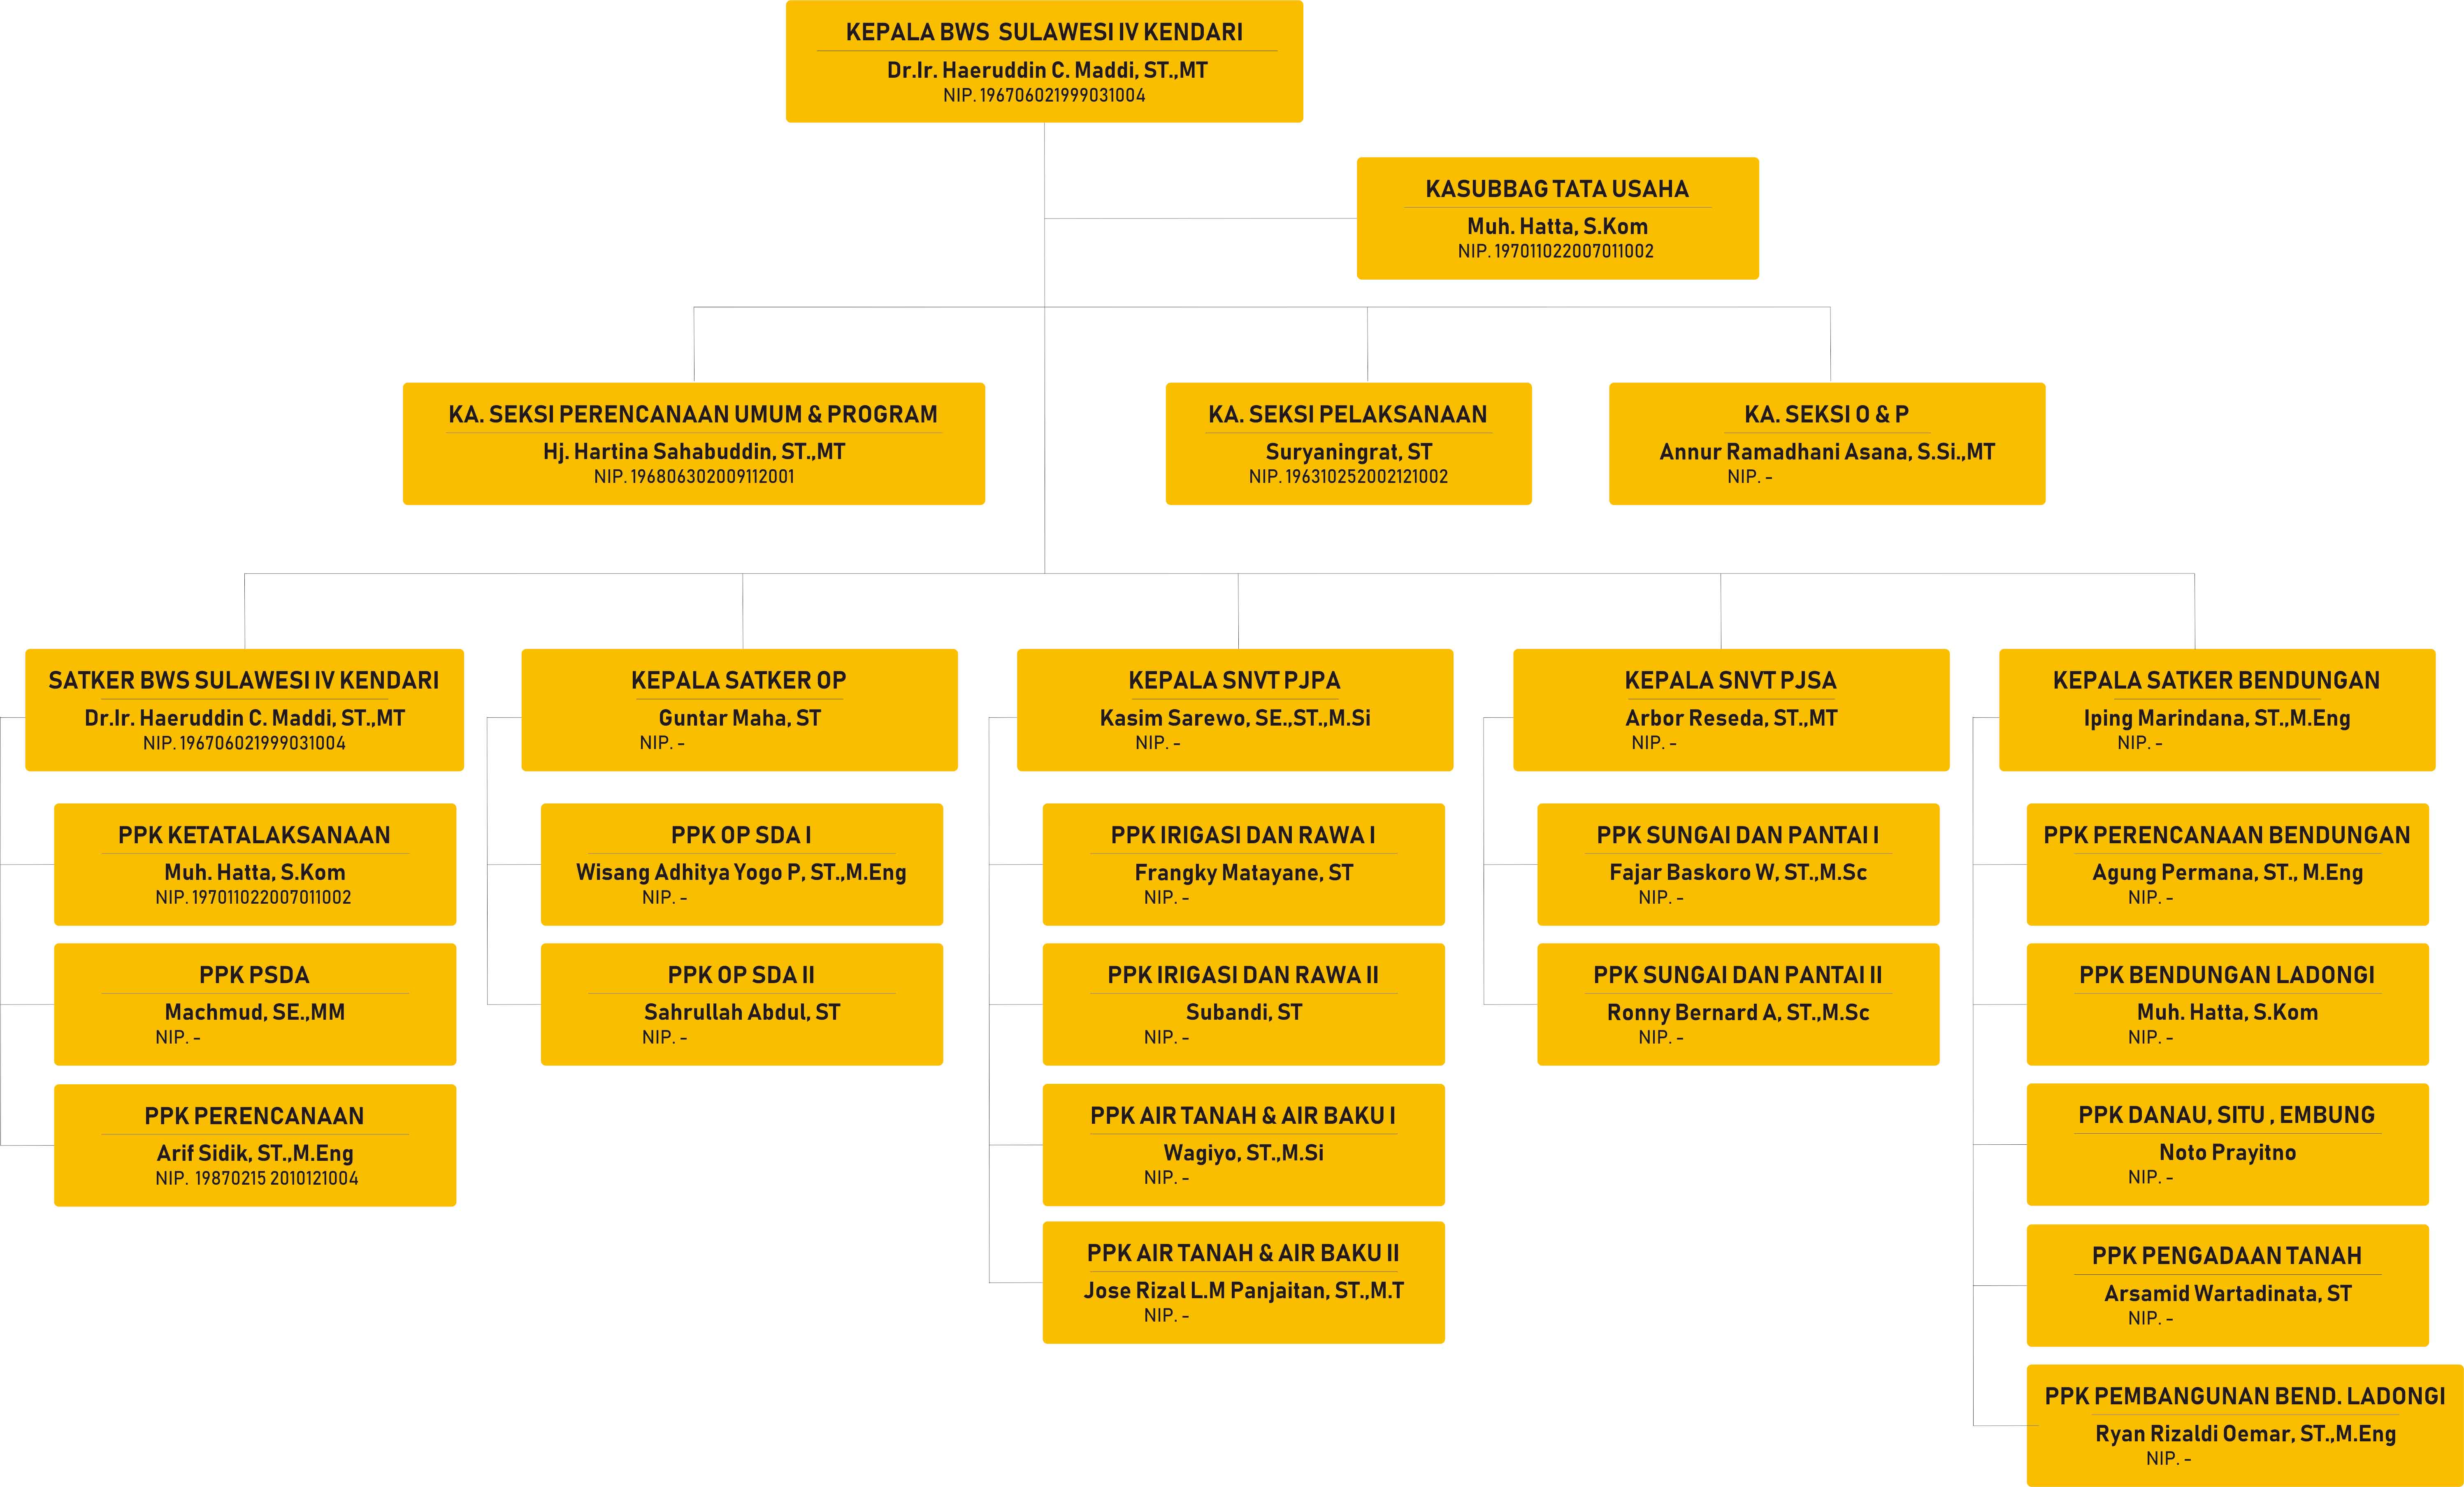 KEPALA BWS SULAWESI IV KENDARI
Dr.Ir. Haeruddin C. Maddi, ST.,MT
NIP. 196706021999031004
KASUBBAG TATA USAHA
Muh. Hatta, S.Kom
NIP. 197011022007011002
KA. SEKSI PERENCANAAN UMUM & PROGRAM
Hj. Hartina Sahabuddin, ST.,MT
NIP. 196806302009112001
KA. SEKSI PELAKSANAAN
Suryaningrat, ST
NIP. 196310252002121002
KA. SEKSI O & P
Annur Ramadhani Asana, S.Si.,MT
NIP. -
SATKER BWS SULAWESI IV KENDARI
Dr.Ir. Haeruddin C. Maddi, ST.,MT
NIP. 196706021999031004
PPK KETATALAKSANAAN
Muh. Hatta, S.Kom
NIP. 197011022007011002
PPK PSDA
Machmud, SE.,MM
NIP. -
PPK PERENCANAAN
Arif Sidik, ST.,M.Eng
NIP. 19870215 2010121004
KEPALA SATKER OP
Guntar Maha, ST
NIP. -
PPK OP SDA I
Wisang Adhitya Yogo P, ST.,M.Eng
NIP. -
PPK OP SDA II
Sahrullah Abdul, ST
NIP. -
KEPALA SNVT PJPA
Kasim Sarewo, SE.,ST.,M.Si
NIP. -
PPK IRIGASI DAN RAWA I
Frangky Matayane, ST
NIP. -
PPK IRIGASI DAN RAWA II
Subandi, ST
NIP. -
PPK AIR TANAH & AIR BAKU I
Wagiyo, ST.,M.Si
NIP. -
PPK AIR TANAH & AIR BAKU II
Jose Rizal L.M Panjaitan, ST.,M.T
NIP. -
KEPALA SNVT PJSA
Arbor Reseda, ST.,MT
NIP. -
PPK SUNGAI DAN PANTAI I
Fajar Baskoro W, ST.,M.Sc
NIP. -
PPK SUNGAI DAN PANTAI II
Ronny Bernard A, ST.,M.Sc
NIP. -
KEPALA SATKER BENDUNGAN
Iping Marindana, ST.,M.Eng
NIP. -
PPK PERENCANAAN BENDUNGAN
Agung Permana, ST., M.Eng
NIP. -
PPK BENDUNGAN LADONGI
Muh. Hatta, S.Kom
NIP. -
PPK DANAU, SITU , EMBUNG
Noto Prayitno
NIP. -
PPK PENGADAAN TANAH
Arsamid Wartadinata, ST
NIP. -
PPK PEMBANGUNAN BEND. LADONGI
Ryan Rizaldi Oemar, ST.,M.Eng
NIP. -